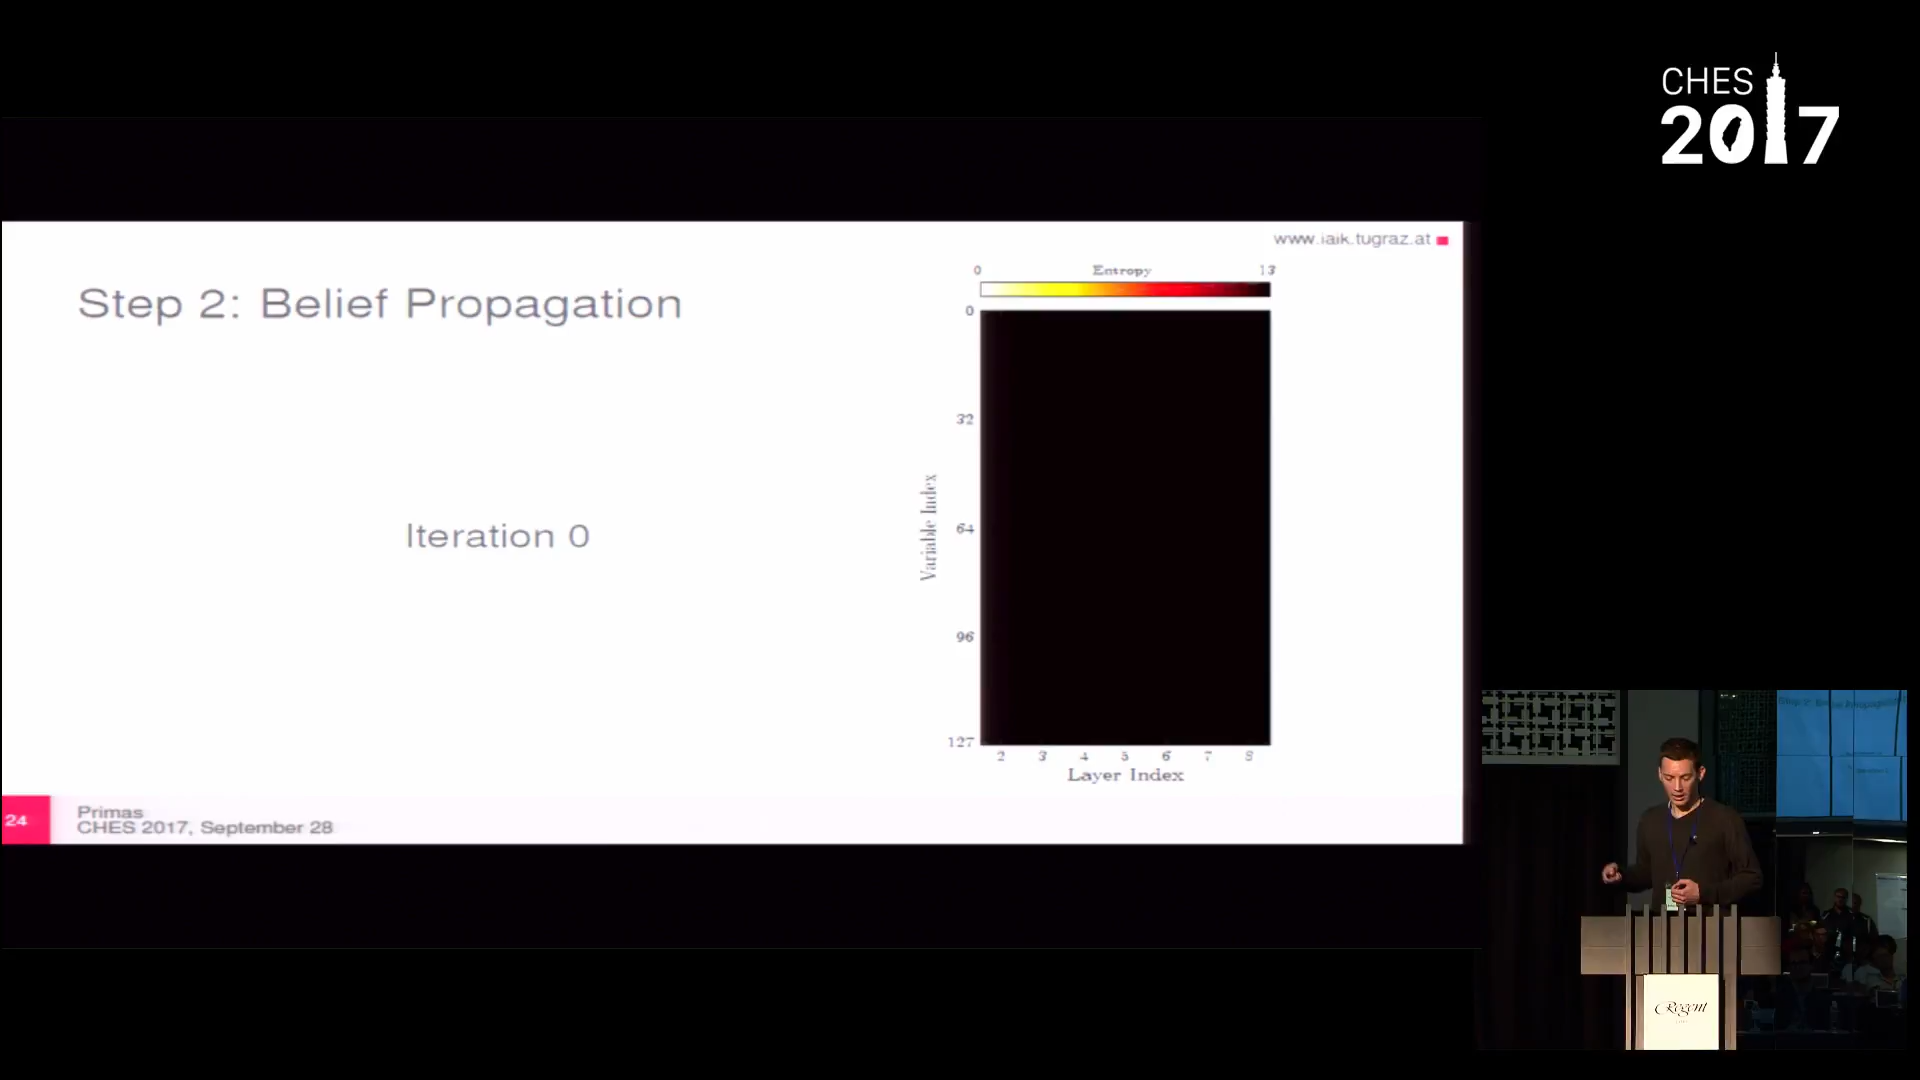 CHES
2017
www.iaik.tugraz.at
Step 2: Belief Propagation
0
Entropy
13
0
32
64
96
127
Variable Index
2 3 4 5 6 7 8
Layer Index
Iteration 0
24
Primas
CHES 2017, September 28
Regent